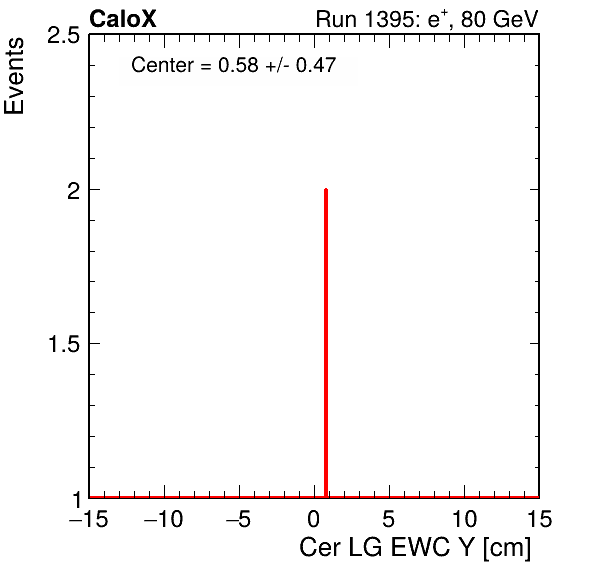 CaloX Run 1395: e⁺, 80 GeV
Center = 0.58 +/- 0.47
Events
2.5
2
1.5
1
−15 −10 −5 0 5 10 15
Cer LG EWC Y [cm]